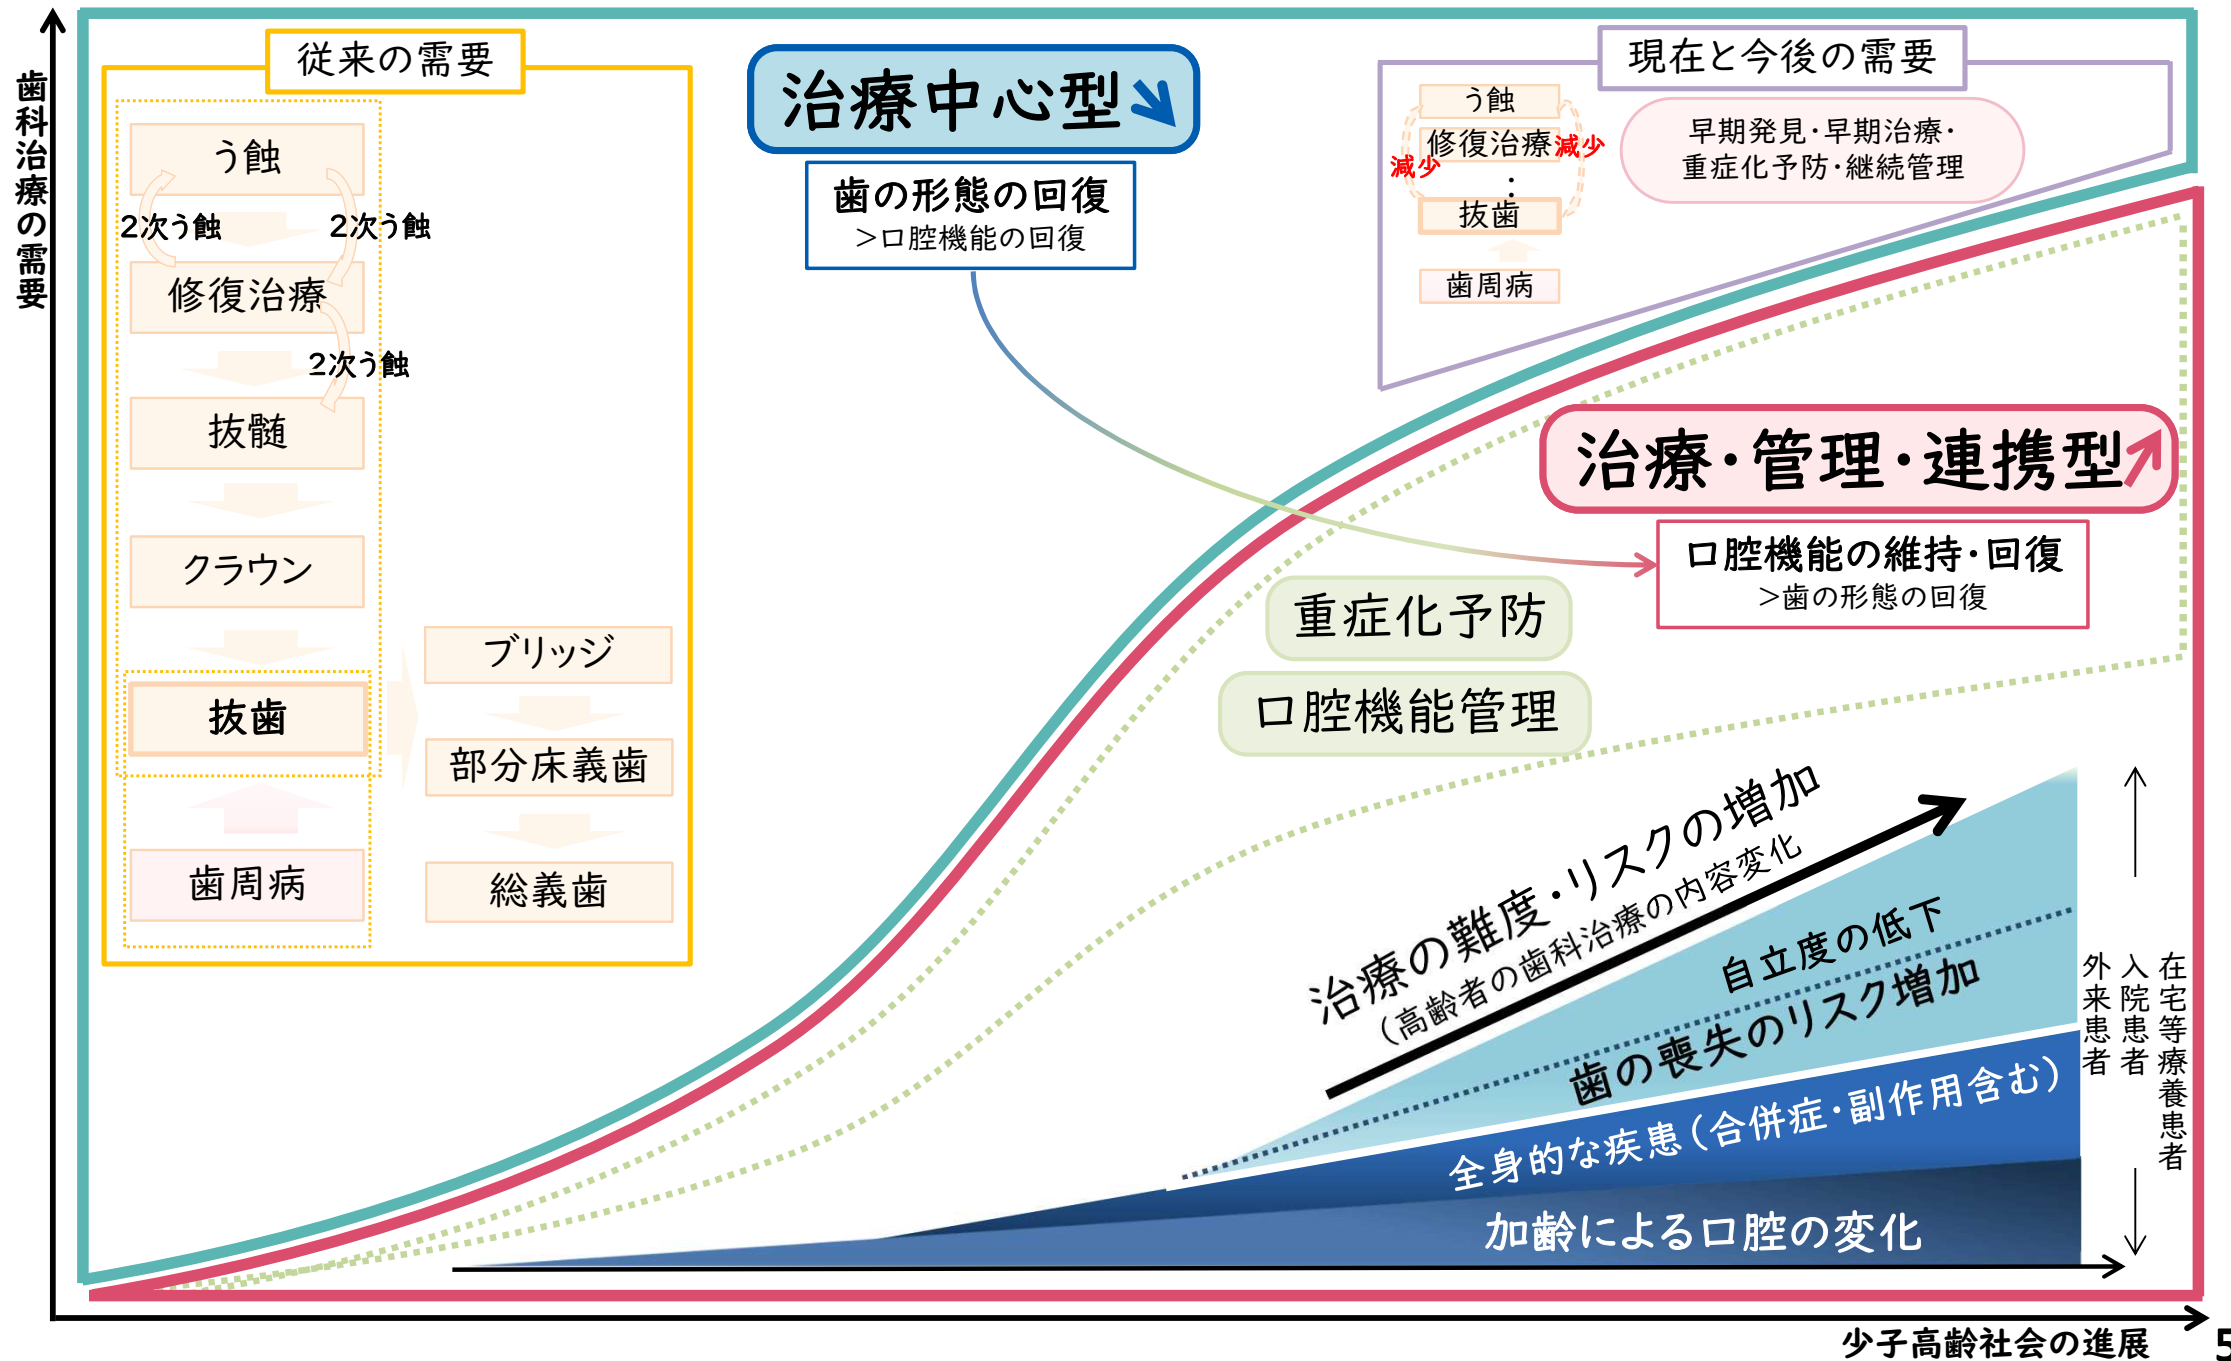 歯科治療の需要
従来の需要
う蝕
2次う蝕
2次う蝕
修復治療
2次う蝕
抜髄
クラウン
抜歯
歯周病
ブリッジ
部分床義歯
総義歯
治療中心型
歯の形態の回復
>口腔機能の回復
現在と今後の需要
う蝕
修復治療
減少
減少
:
抜歯
歯周病
早期発見・早期治療・
重症化予防・継続管理
治療・管理・連携型
口腔機能の維持・回復
>歯の形態の回復
重症化予防
口腔機能管理
治療の難度・リスクの増加
(高齢者の歯科治療の内容変化)
自立度の低下
歯の喪失のリスク増加
全身的な疾患(合併症・副作用含む)
加齢による口腔の変化
在宅等療養患者
入院患者
外来患者
少子高齢社会の進展
5